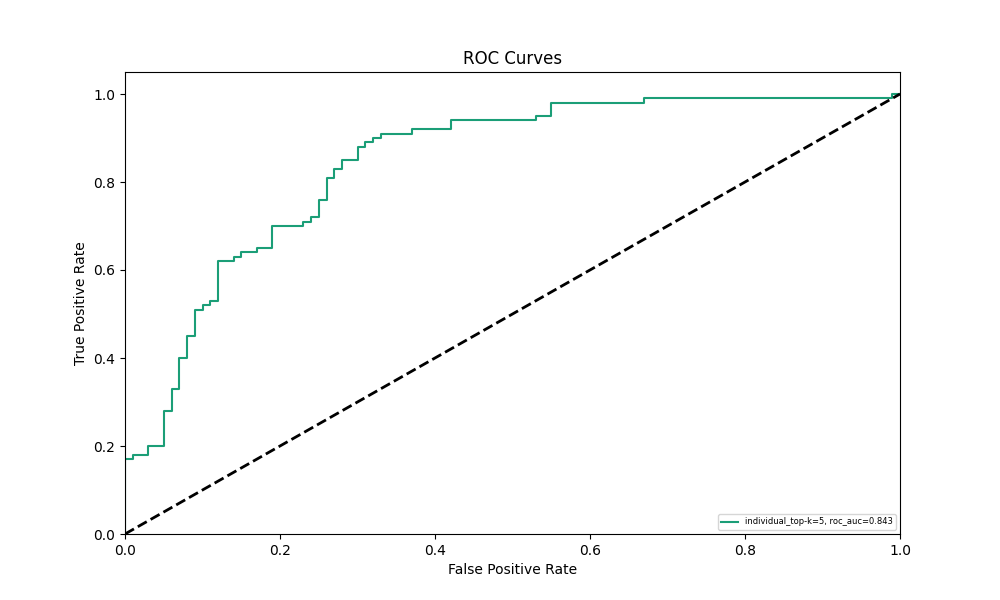 ROC Curves
True Positive Rate
1.0
0.8
0.6
0.4
0.2
0.0
individual_top-k=5, roc_auc=0.843
0.0 0.2 0.4 0.6 0.8 1.0
False Positive Rate